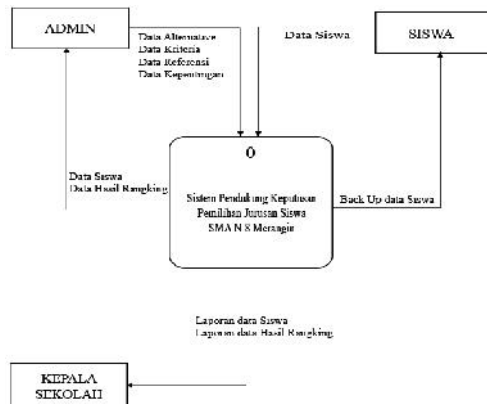 ADMIN
Data Alternative
Data Kriteria
Data Referensi
Data Kepentingan
Data Siswa
SISWA
0
Sistem Pendukung Keputusan
Pemilihan Jurusan Siswa
SMA N 8 Merangin
Data Siswa
Data Hasil Rangking
Back Up data Siswa
Laporan data Siswa
Laporan data Hasil Rangking
KEPALA
SEKOLAH